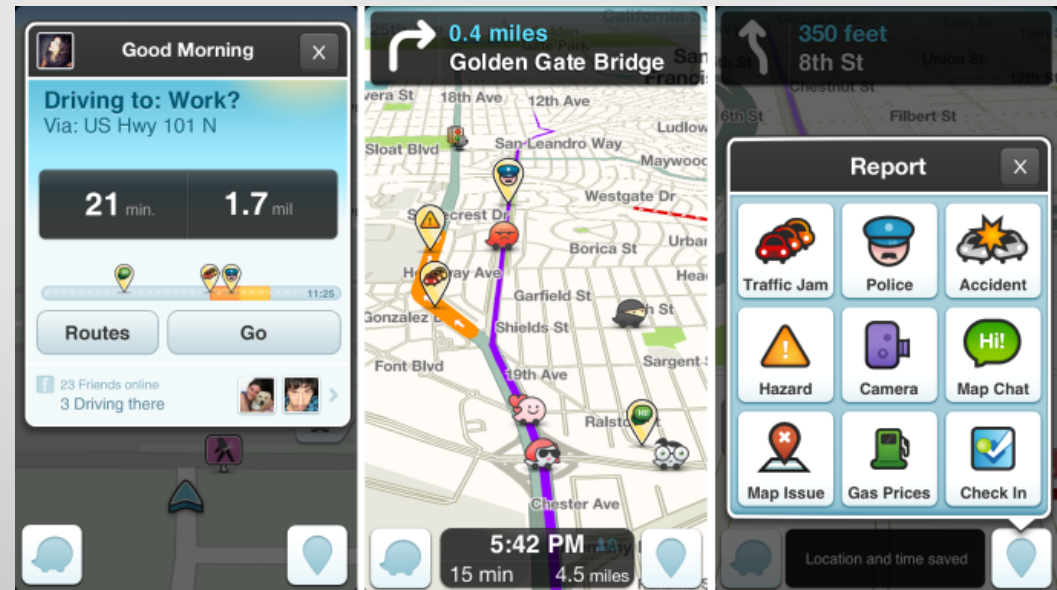 Good Morning
X
Driving to: Work?
Via: US Hwy 101 N
21 min.
1.7 mil
11:25
Routes
Go
f
23 Friends online
3 Driving there
0.4 miles
Golden Gate Bridge
18th Ave
12th Ave
Ludlow
Sloat Blvd
San Leandro Way
Maywood
Westgate Dr
Borica St
Garfield St
Gonzalez
Shields St
Font Blvd
19th Ave
Sargent
Hi!
Chester Ave
5:42 PM
15 min
4.5 miles
350 feet
8th St
Union St
Chestnut St
16th St
Filbert St
Report
X
Traffic Jam
Police
Accident
Hazard
Camera
Hi!
Map Chat
Map Issue
Gas Prices
Check In
Location and time saved